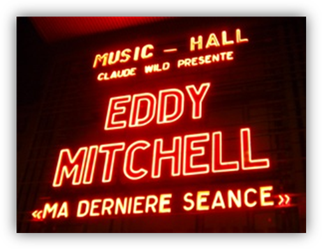 MUSIC - HALL
CLAUDE WILD PRESENTE
EDDY
MITCHELL
«MA DERNIERE SEANCE»